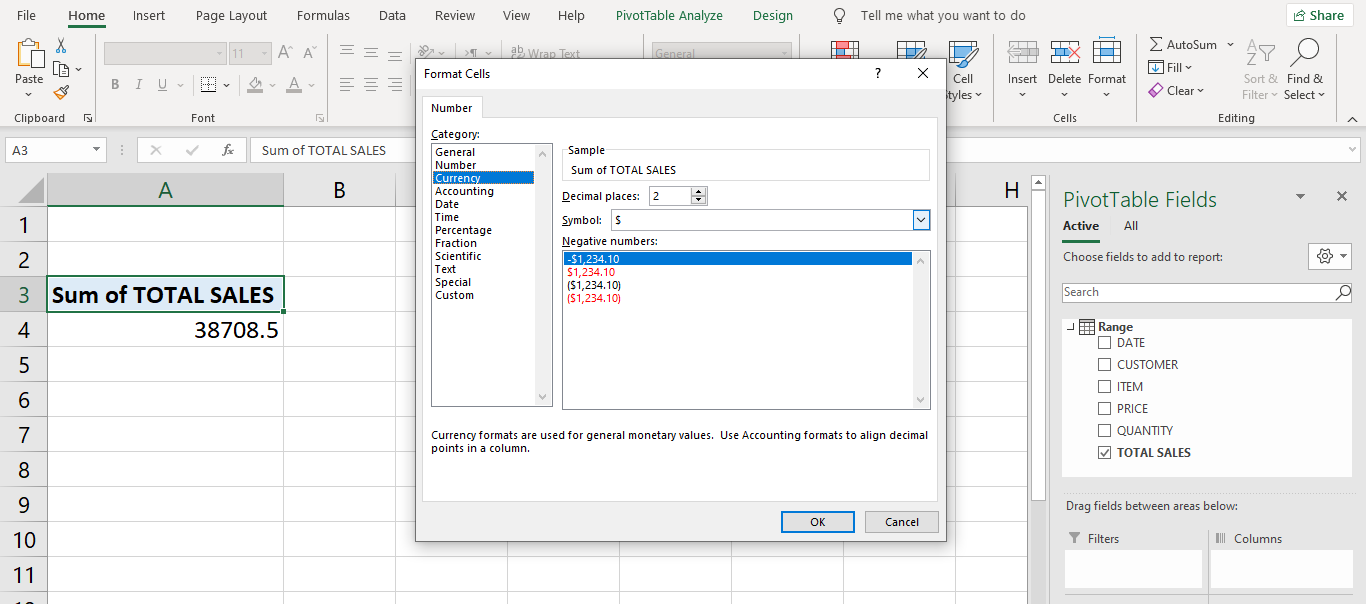 File Home Insert Page Layout Formulas Data Review View Help PivotTable Analyze Design Tell me what you want to do Share
Paste
Clipboard
11 A A
B I U A
Font
ab Wrap Text
General
Cell
Styles
Insert Delete Format
Cells
AutoSum
Fill
Clear
Sort &
Filter
Find &
Select
Editing
A3 fx Sum of TOTAL SALES
A B H
1
2
3 Sum of TOTAL SALES
4 38708.5
5
6
7
8
9
10
11
Format Cells ?
Number
Category:
General
Number
Currency
Accounting
Date
Time
Percentage
Fraction
Scientific
Text
Special
Custom
Sample
Sum of TOTAL SALES
Decimal places: 2
Symbol: $
Negative numbers:
-$1,234.10
$1,234.10
($1,234.10)
($1,234.10)
Currency formats are used for general monetary values. Use Accounting formats to align decimal
points in a column.
OK Cancel
PivotTable Fields
Active All
Choose fields to add to report:
Search
Range
DATE
CUSTOMER
ITEM
PRICE
QUANTITY
TOTAL SALES
Drag fields between areas below:
Filters Columns